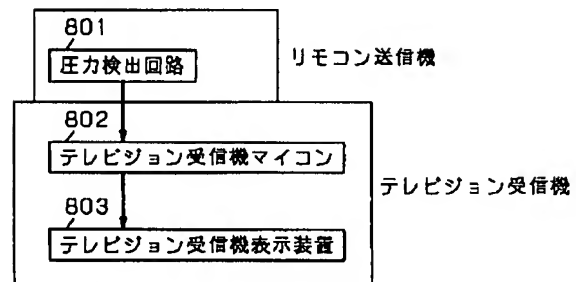 801
圧力検出回路
リモコン送信機
802
テレビジョン受信機マイコン
テレビジョン受信機
803
テレビジョン受信機表示装置